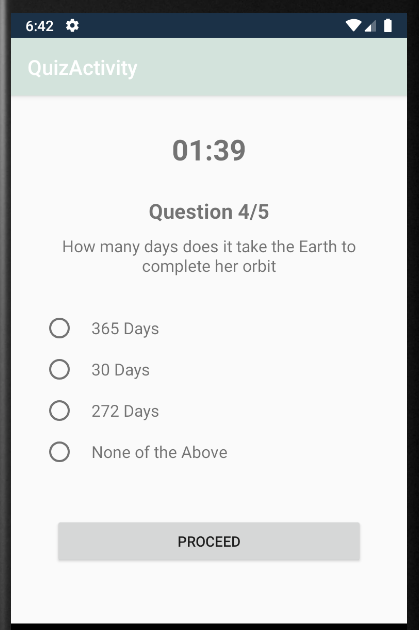 6:42
QuizActivity
01:39
Question 4/5
How many days does it take the Earth to
complete her orbit
365 Days
30 Days
272 Days
None of the Above
PROCEED